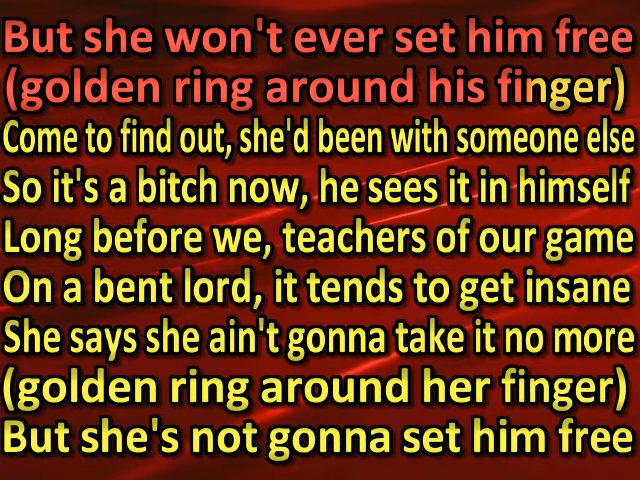 But she won't ever set him free
(golden ring around his finger)
Come to find out, she'd been with someone else
So it's a bitch now, he sees it in himself
Long before we, teachers of our game
On a bent lord, it tends to get insane
She says she ain't gonna take it no more
(golden ring around her finger)
But she's not gonna set him free